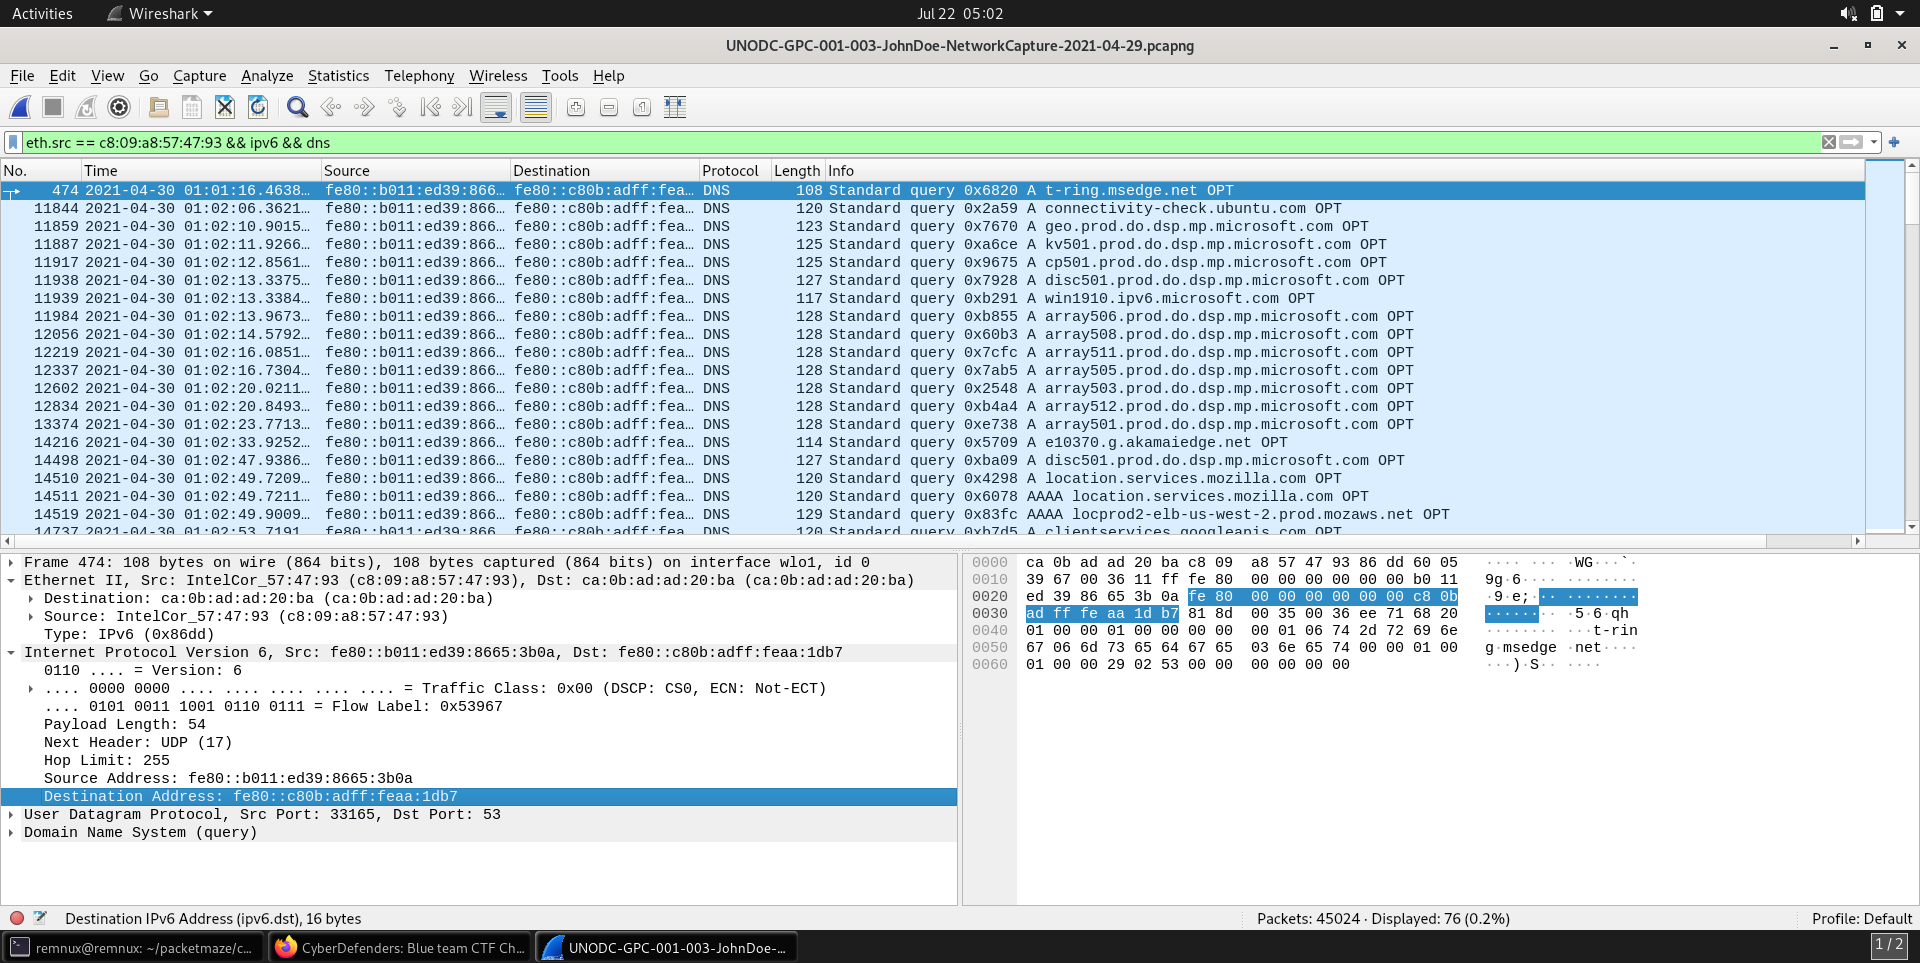 Activities Wireshark Jul 22 05:02
UNODC-GPC-001-003-JohnDoe-NetworkCapture-2021-04-29.pcapng
File Edit View Go Capture Analyze Statistics Telephony Wireless Tools Help
eth.src == c8:09:a8:57:47:93 && ipv6 && dns
No. Time Source Destination Protocol Length Info
474 2021-04-30 01:01:16.4638… fe80::b011:ed39:866… fe80::c80b:adff:fea… DNS 108 Standard query 0x6820 A t-ring.msedge.net OPT
11844 2021-04-30 01:02:06.3621… fe80::b011:ed39:866… fe80::c80b:adff:fea… DNS 120 Standard query 0x2a59 A connectivity-check.ubuntu.com OPT
11859 2021-04-30 01:02:10.9015… fe80::b011:ed39:866… fe80::c80b:adff:fea… DNS 123 Standard query 0x7670 A geo.prod.do.dsp.mp.microsoft.com OPT
11887 2021-04-30 01:02:11.9266… fe80::b011:ed39:866… fe80::c80b:adff:fea… DNS 125 Standard query 0xa6ce A kv501.prod.do.dsp.mp.microsoft.com OPT
11917 2021-04-30 01:02:12.8561… fe80::b011:ed39:866… fe80::c80b:adff:fea… DNS 125 Standard query 0x9675 A cp501.prod.do.dsp.mp.microsoft.com OPT
11938 2021-04-30 01:02:13.3375… fe80::b011:ed39:866… fe80::c80b:adff:fea… DNS 127 Standard query 0x7928 A disc501.prod.do.dsp.mp.microsoft.com OPT
11939 2021-04-30 01:02:13.3384… fe80::b011:ed39:866… fe80::c80b:adff:fea… DNS 117 Standard query 0xb291 A win1910.ipv6.microsoft.com OPT
11984 2021-04-30 01:02:13.9673… fe80::b011:ed39:866… fe80::c80b:adff:fea… DNS 128 Standard query 0xb855 A array506.prod.do.dsp.mp.microsoft.com OPT
12056 2021-04-30 01:02:14.5792… fe80::b011:ed39:866… fe80::c80b:adff:fea… DNS 128 Standard query 0x60b3 A array508.prod.do.dsp.mp.microsoft.com OPT
12219 2021-04-30 01:02:16.0851… fe80::b011:ed39:866… fe80::c80b:adff:fea… DNS 128 Standard query 0x7cfc A array511.prod.do.dsp.mp.microsoft.com OPT
12337 2021-04-30 01:02:16.7304… fe80::b011:ed39:866… fe80::c80b:adff:fea… DNS 128 Standard query 0x7ab5 A array505.prod.do.dsp.mp.microsoft.com OPT
12602 2021-04-30 01:02:20.0211… fe80::b011:ed39:866… fe80::c80b:adff:fea… DNS 128 Standard query 0x2548 A array503.prod.do.dsp.mp.microsoft.com OPT
12834 2021-04-30 01:02:20.8493… fe80::b011:ed39:866… fe80::c80b:adff:fea… DNS 128 Standard query 0xb4a4 A array512.prod.do.dsp.mp.microsoft.com OPT
13374 2021-04-30 01:02:23.7713… fe80::b011:ed39:866… fe80::c80b:adff:fea… DNS 128 Standard query 0xe738 A array501.prod.do.dsp.mp.microsoft.com OPT
14216 2021-04-30 01:02:33.9252… fe80::b011:ed39:866… fe80::c80b:adff:fea… DNS 114 Standard query 0x5709 A e10370.g.akamaiedge.net OPT
14498 2021-04-30 01:02:47.9386… fe80::b011:ed39:866… fe80::c80b:adff:fea… DNS 127 Standard query 0xba09 A disc501.prod.do.dsp.mp.microsoft.com OPT
14510 2021-04-30 01:02:49.7209… fe80::b011:ed39:866… fe80::c80b:adff:fea… DNS 120 Standard query 0x4298 A location.services.mozilla.com OPT
14511 2021-04-30 01:02:49.7211… fe80::b011:ed39:866… fe80::c80b:adff:fea… DNS 120 Standard query 0x6078 AAAA location.services.mozilla.com OPT
14519 2021-04-30 01:02:49.9009… fe80::b011:ed39:866… fe80::c80b:adff:fea… DNS 129 Standard query 0x83fc AAAA locprod2-elb-us-west-2.prod.mozaws.net OPT
14737 2021-04-30 01:02:53.7191… fe80::b011:ed39:866… fe80::c80b:adff:fea… DNS 120 Standard query 0xb7d5 A clientservices.googleapis.com OPT
Frame 474: 108 bytes on wire (864 bits), 108 bytes captured (864 bits) on interface wlo1, id 0
Ethernet II, Src: IntelCor_57:47:93 (c8:09:a8:57:47:93), Dst: ca:0b:ad:ad:20:ba (ca:0b:ad:ad:20:ba)
Destination: ca:0b:ad:ad:20:ba (ca:0b:ad:ad:20:ba)
Source: IntelCor_57:47:93 (c8:09:a8:57:47:93)
Type: IPv6 (0x86dd)
Internet Protocol Version 6, Src: fe80::b011:ed39:8665:3b0a, Dst: fe80::c80b:adff:feaa:1db7
0110 .... = Version: 6
.... 0000 0000 .... .... .... .... .... = Traffic Class: 0x00 (DSCP: CS0, ECN: Not-ECT)
.... 0101 0011 1001 0110 0111 = Flow Label: 0x53967
Payload Length: 54
Next Header: UDP (17)
Hop Limit: 255
Source Address: fe80::b011:ed39:8665:3b0a
Destination Address: fe80::c80b:adff:feaa:1db7
User Datagram Protocol, Src Port: 33165, Dst Port: 53
Domain Name System (query)
0000 ca 0b ad ad 20 ba c8 09 a8 57 47 93 86 dd 60 05 ···· ··· ·WG···`·
0010 39 67 00 36 11 ff fe 80 00 00 00 00 00 00 b0 11 9g·6···· ········
0020 ed 39 86 65 3b 0a fe 80 00 00 00 00 00 00 c8 0b ·9·e;··· ········
0030 ad ff fe aa 1d b7 81 8d 00 35 00 36 ee 71 68 20 ········ ·5·6·qh
0040 01 00 00 01 00 00 00 00 00 01 06 74 2d 72 69 6e ········ ···t-rin
0050 67 06 6d 73 65 64 67 65 03 6e 65 74 00 00 01 00 g·msedge ·net····
0060 01 00 00 29 02 53 00 00 00 00 00 00 ···)·S·· ····
Destination IPv6 Address (ipv6.dst), 16 bytes Packets: 45024 · Displayed: 76 (0.2%) Profile: Default
remnux@remnux: ~/packetmaze/c… CyberDefenders: Blue team CTF Ch… UNODC-GPC-001-003-JohnDoe-… 1 / 2